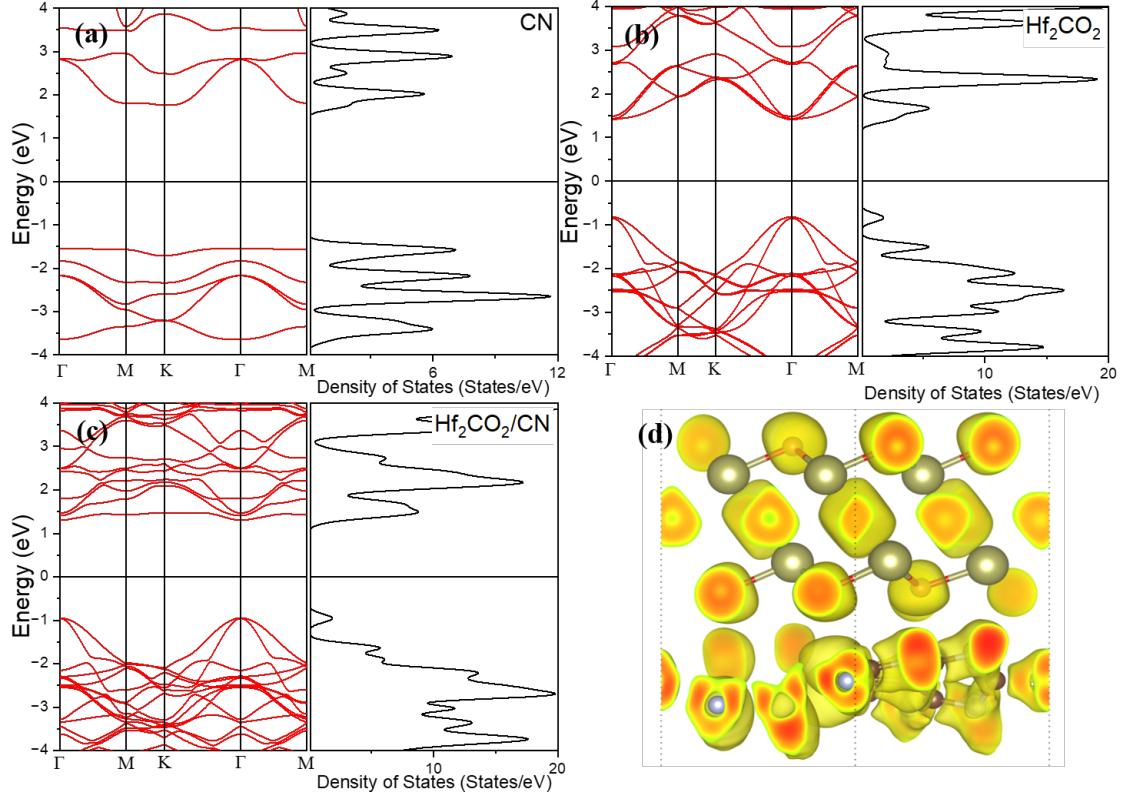 (a)
CN
Energy (eV)
4
3
2
1
0
−1
−2
−3
−4
Γ M K Γ M
6 12
Density of States (States/eV)
(b)
Hf₂CO₂
Energy (eV)
4
3
2
1
0
−1
−2
−3
−4
Γ M K Γ M
10 20
Density of States (States/eV)
(c)
Hf₂CO₂/CN
Energy (eV)
4
3
2
1
0
−1
−2
−3
−4
Γ M K Γ M
10 20
Density of States (States/eV)
(d)